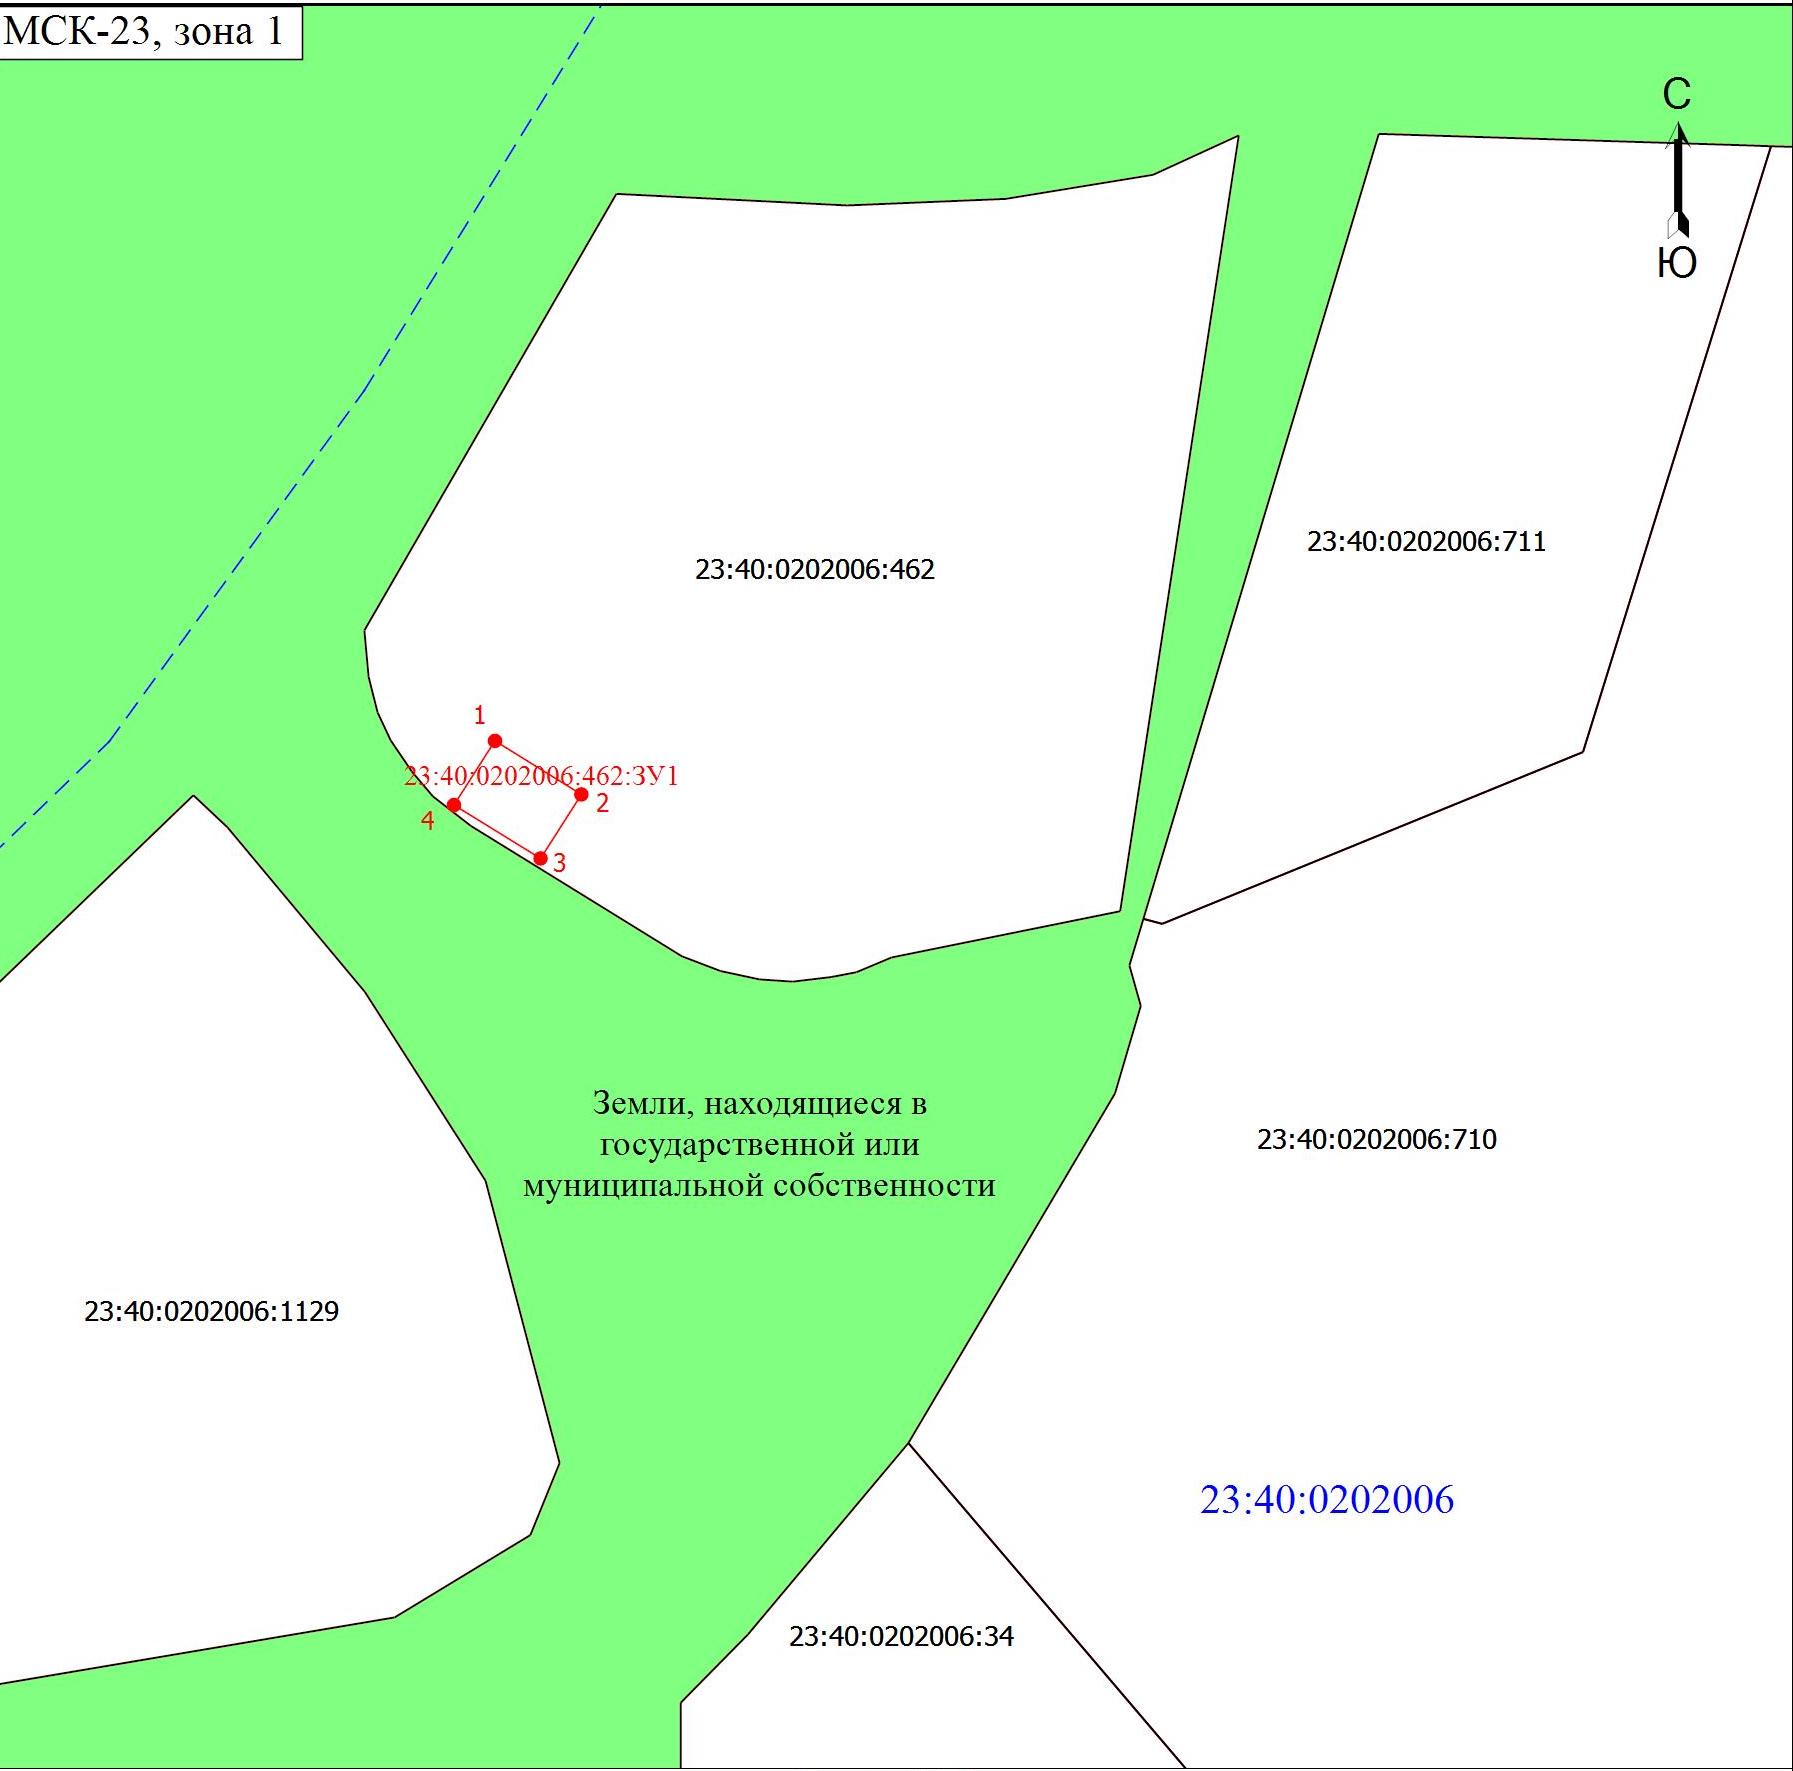 МСК-23, зона 1
С
Ю
23:40:0202006:711
23:40:0202006:462
1
23:40:0202006:462:ЗУ1
2
4
3
Земли, находящиеся в
государственной или
муниципальной собственности
23:40:0202006:710
23:40:0202006:1129
23:40:0202006
23:40:0202006:34